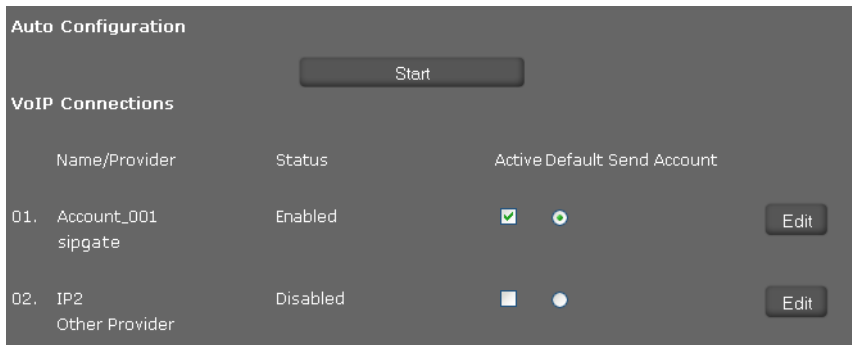 Auto Configuration
Start
VoIP Connections
Name/Provider Status Active Default Send Account
01. Account_001 Enabled Edit
sipgate
02. IP2 Disabled Edit
Other Provider